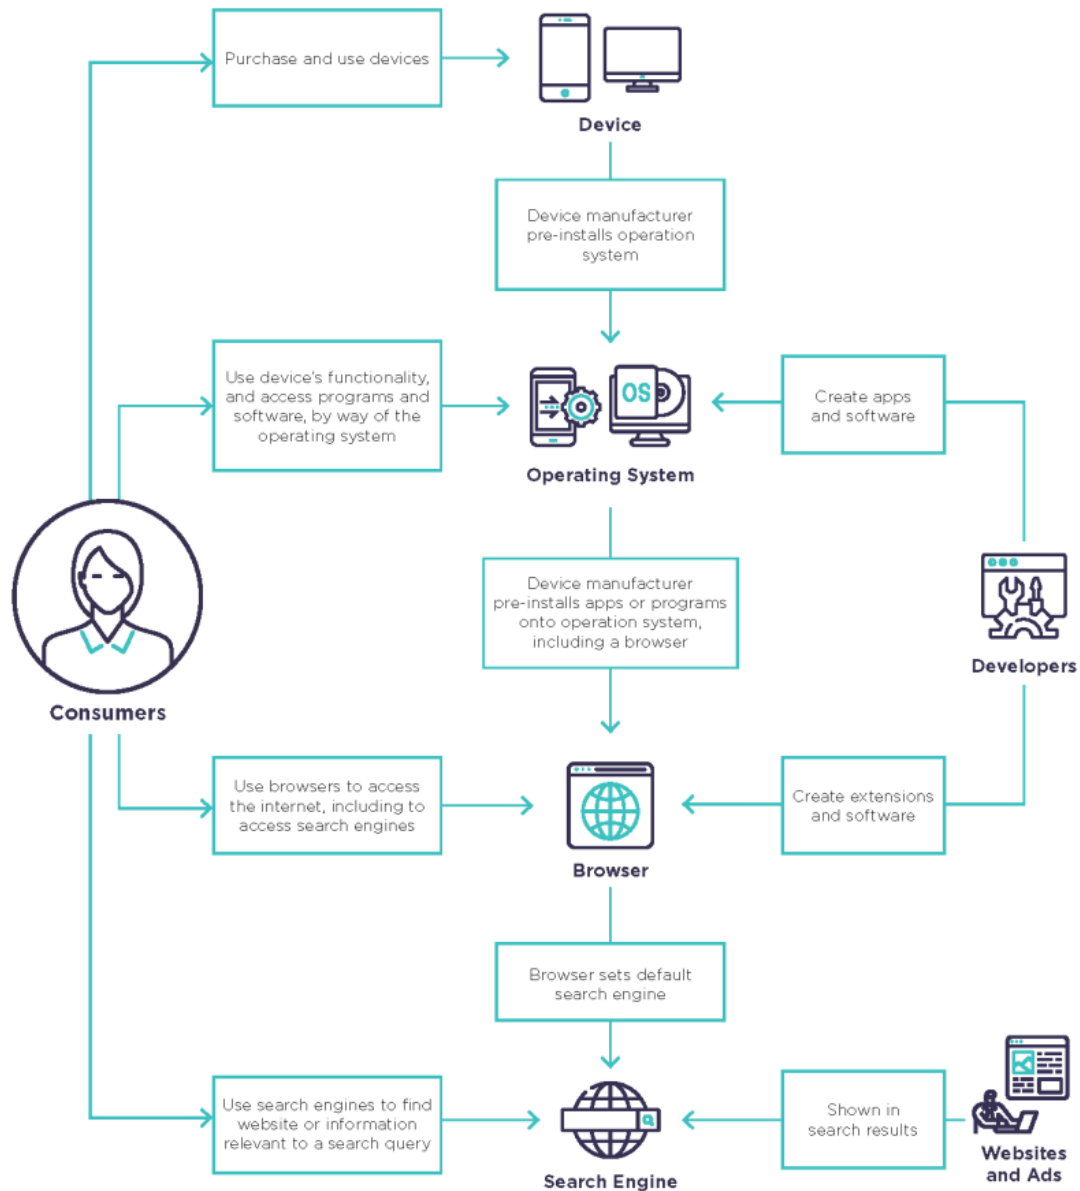 Purchase and use devices
Device
Device manufacturer
pre-installs operation
system
Use device's functionality,
and access programs and
software, by way of the
operating system
OS
Operating System
Create apps
and software
Device manufacturer
pre-installs apps or programs
onto operation system,
including a browser
Developers
Consumers
Use browsers to access
the internet, including to
access search engines
Browser
Create extensions
and software
Browser sets default
search engine
Use search engines to find
website or information
relevant to a search query
Search Engine
Shown in
search results
Websites
and Ads